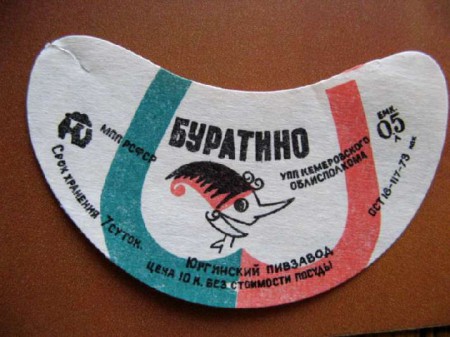 МПП РСФСР
СРОК ХРАНЕНИЯ
7 СУТОК.
БУРАТИНО
УПП КЕМЕРОВСКОГО
ОБЛИСПОЛКОМА
ЕМК.
0,5 Л
ОСТ 18-117-73
ЮРГИНСКИЙ ПИВЗАВОД
ЦЕНА 10 К. БЕЗ СТОИМОСТИ ПОСУДЫ